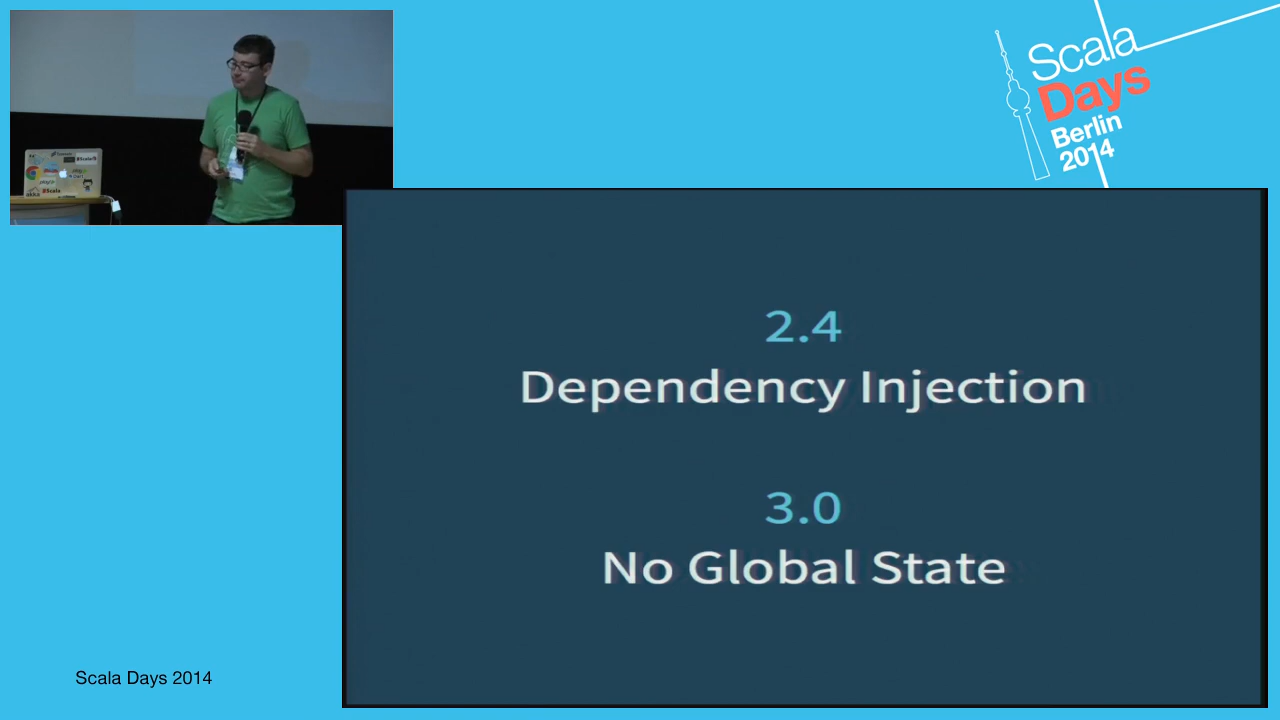 Scala
Days
Berlin
2014
2.4
Dependency Injection
3.0
No Global State
Scala Days 2014